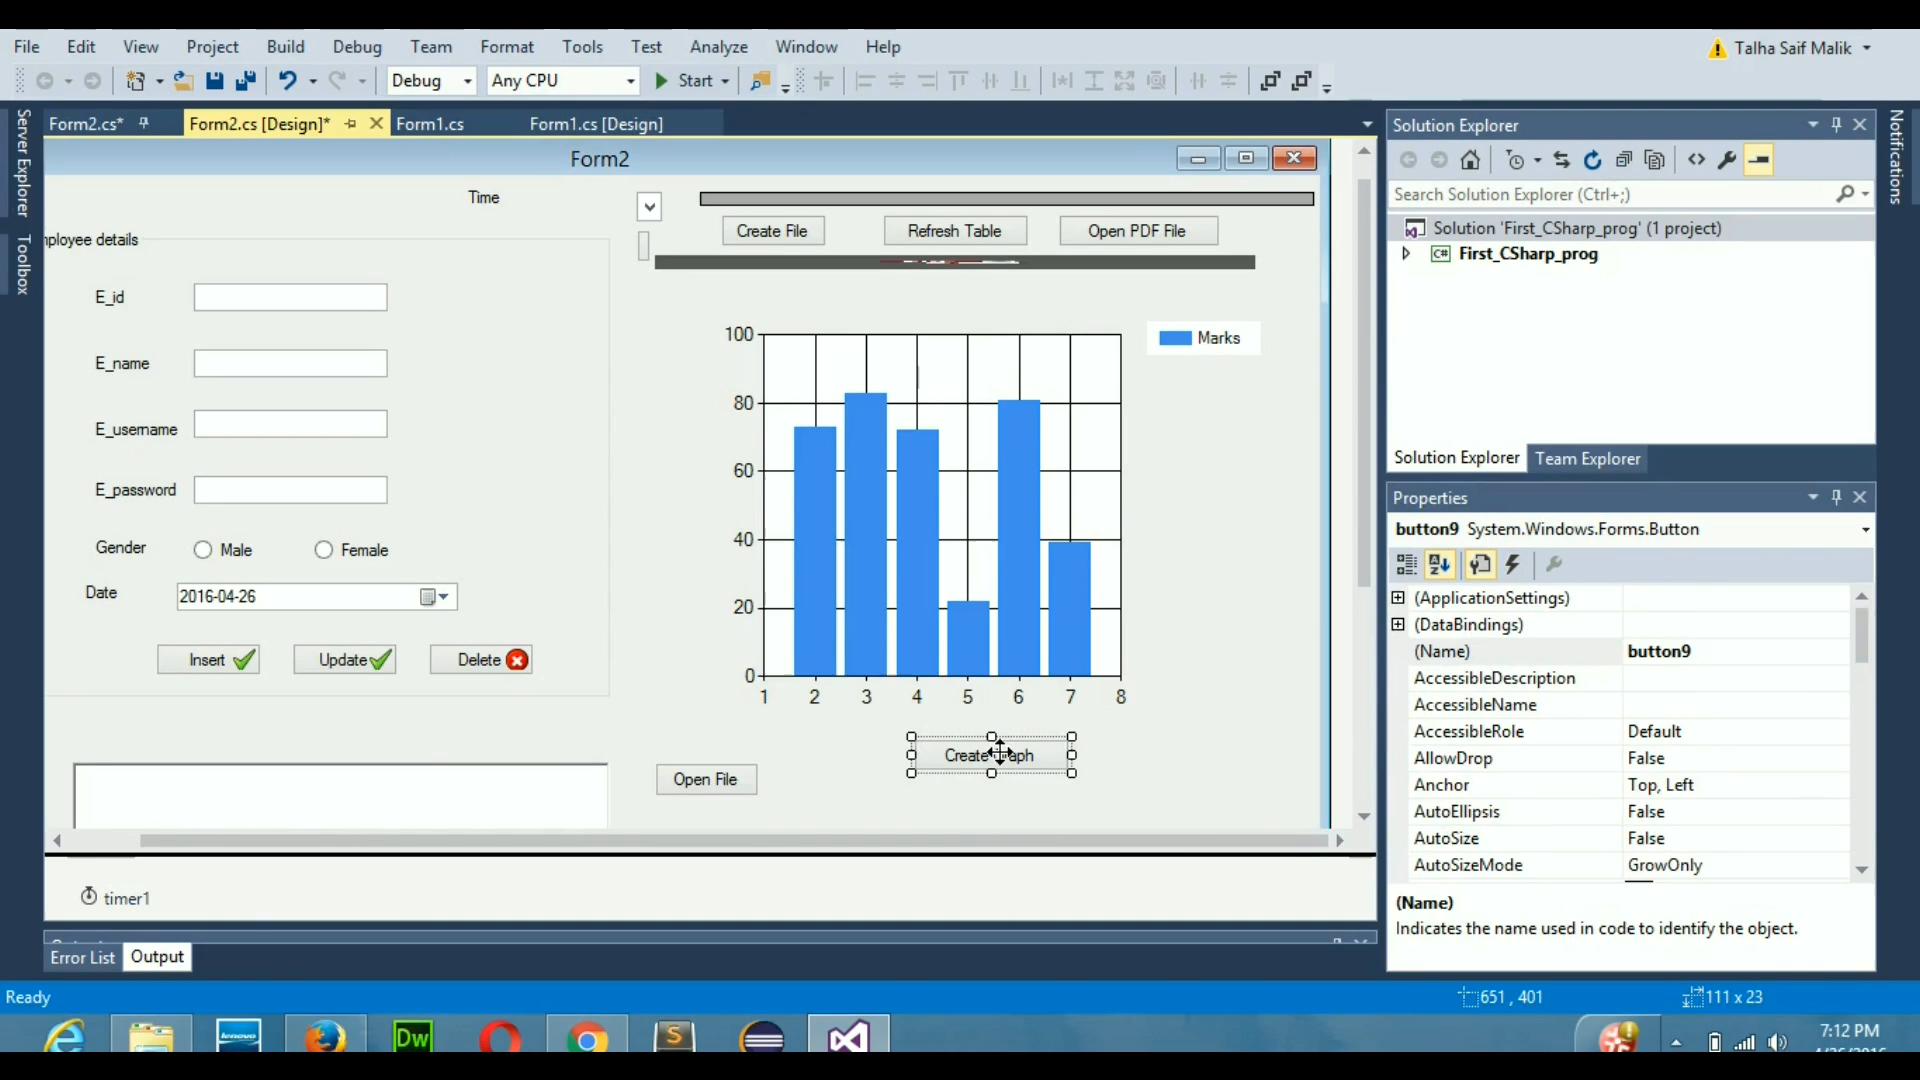 File Edit View Project Build Debug Team Format Tools Test Analyze Window Help
Talha Saif Malik
Debug Any CPU Start
Form2.cs* Form2.cs [Design]* Form1.cs Form1.cs [Design]
Server Explorer
Toolbox
Form2
Time
Create File Refresh Table Open PDF File
ployee details
E_id
E_name
E_username
E_password
Gender Male Female
Date 2016-04-26
Insert Update Delete
100
80
60
40
20
0
1 2 3 4 5 6 7 8
Marks
Create
aph
Open File
timer1
Error List Output
Solution Explorer
Search Solution Explorer (Ctrl+;)
Solution 'First_CSharp_prog' (1 project)
C# First_CSharp_prog
Solution Explorer Team Explorer
Notifications
Properties
button9 System.Windows.Forms.Button
(ApplicationSettings)
(DataBindings)
(Name) button9
AccessibleDescription
AccessibleName
AccessibleRole Default
AllowDrop False
Anchor Top, Left
AutoEllipsis False
AutoSize False
AutoSizeMode GrowOnly
(Name)
Indicates the name used in code to identify the object.
Ready 651 , 401 111 x 23
lenovo
Dw
S
7:12 PM